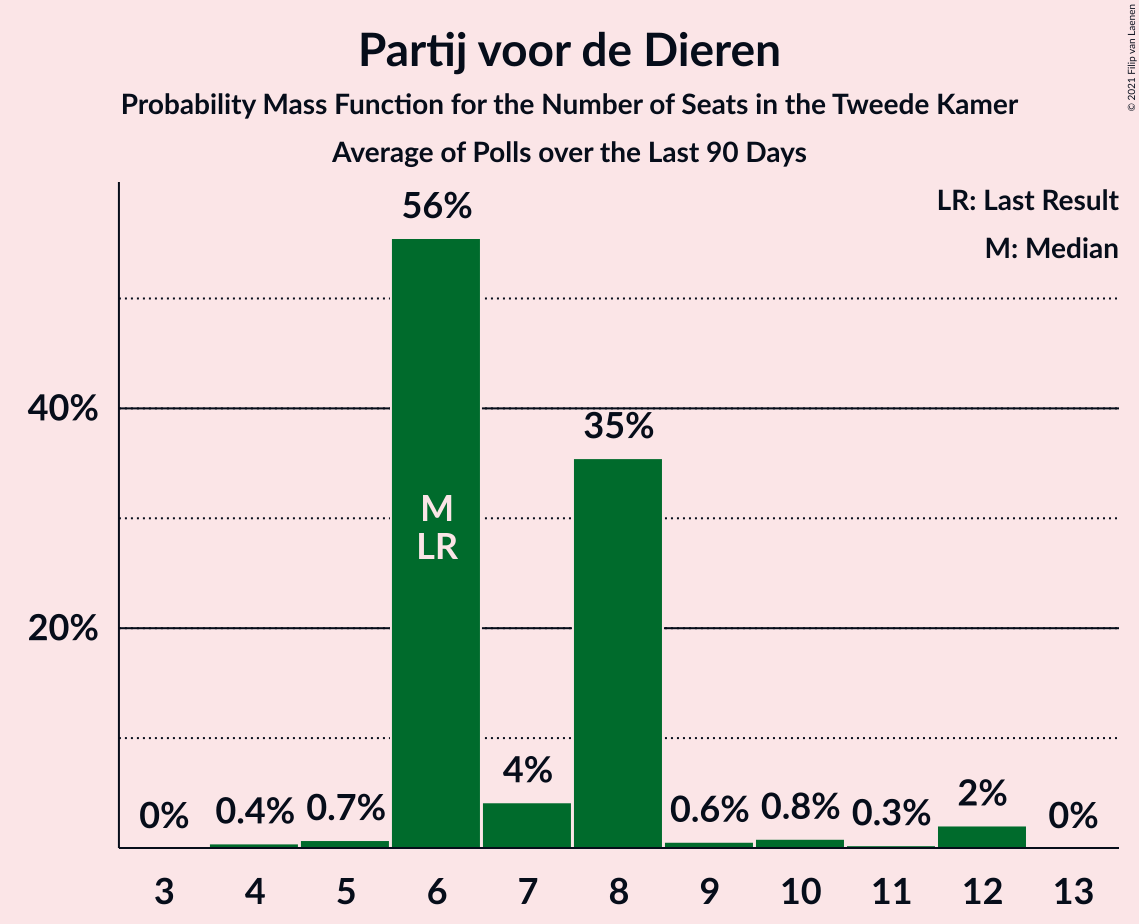 Partij voor de Dieren
Probability Mass Function for the Number of Seats in the Tweede Kamer
Average of Polls over the Last 90 Days
© 2021 Filip van Laenen
LR: Last Result
M: Median
56%
40%
35%
M
LR
20%
0%
0.4%
0.7%
4%
0.6%
0.8%
0.3%
2%
0%
3 4 5 6 7 8 9 10 11 12 13